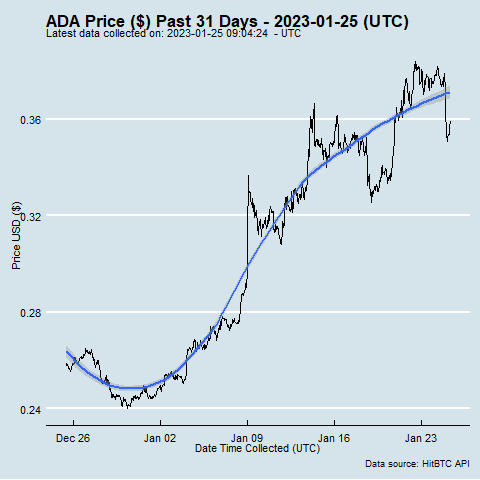 ADA Price ($) Past 31 Days - 2023-01-25 (UTC)
Latest data collected on: 2023-01-25 09:04:24 - UTC
0.36
0.32
Price USD ($)
0.28
0.24
Dec 26 Jan 02 Jan 09 Jan 16 Jan 23
Date Time Collected (UTC)
Data source: HitBTC API